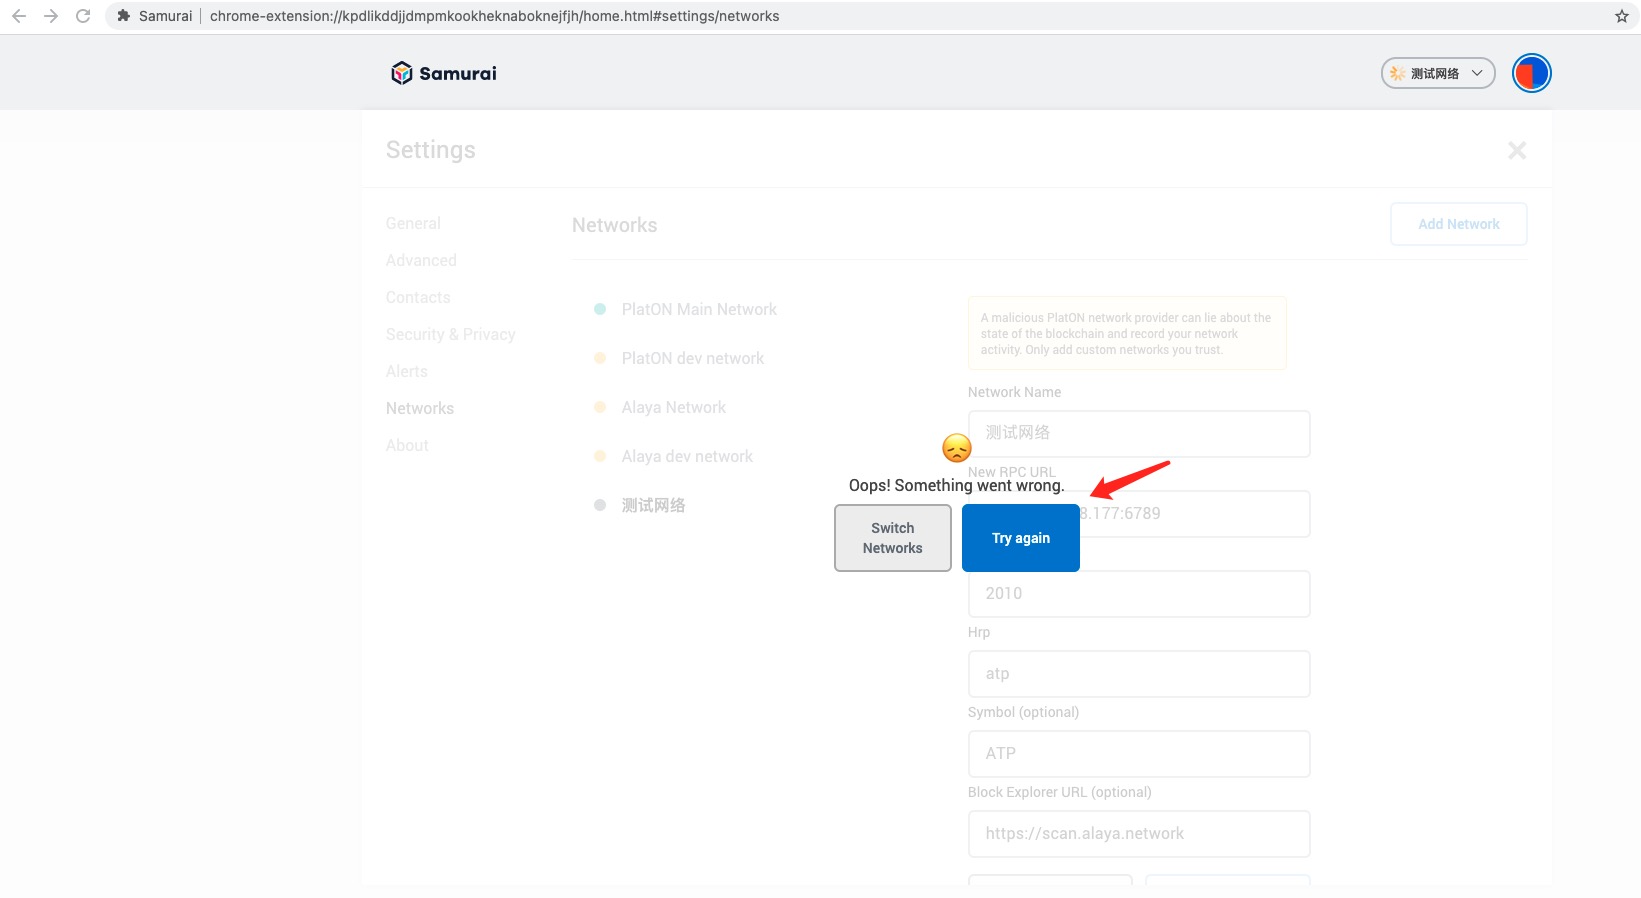 Samurai
chrome-extension://kpdlikddjjdmpmkookheknaboknejfjh/home.html#settings/networks
Samurai
测试网络
Settings
General
Advanced
Contacts
Security & Privacy
Alerts
Networks
About
Networks
Add Network
PlatON Main Network
PlatON dev network
Alaya Network
Alaya dev network
测试网络
A malicious PlatON network provider can lie about the
state of the blockchain and record your network
activity. Only add custom networks you trust.
Network Name
测试网络
New RPC URL
8.177:6789
Oops! Something went wrong.
Switch
Networks
Try again
2010
Hrp
atp
Symbol (optional)
ATP
Block Explorer URL (optional)
https://scan.alaya.network